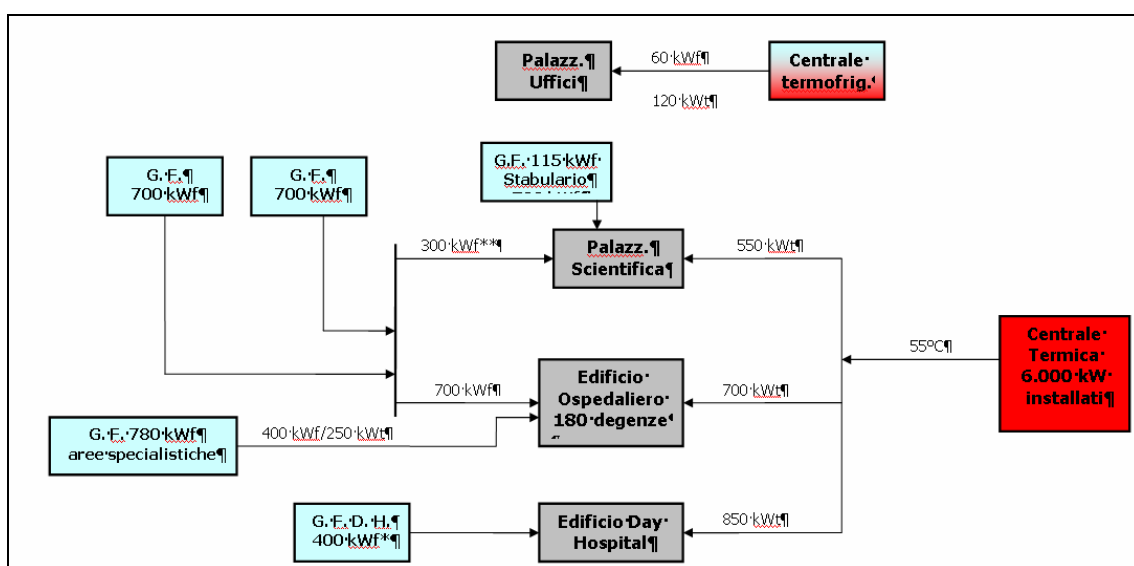 Palazz.¶
Uffici¶
60·kWf¶
120·kWt¶
Centrale·
termofrig.¶
G.·F.¶
700·kWf¶
G.·F.¶
700·kWf¶
G.F.·115·kWf·
Stabulario¶
300·kWf**¶
Palazz.¶
Scientifica¶
550·kWt¶
55°C¶
Centrale·
Termica·
6.000·kW·
installati¶
700·kWf¶
Edificio·
Ospedaliero·
180·degenze¶
¶
700·kWt¶
G.·F.·780·kWf¶
aree·specialistiche¶
400·kWf/250·kWt¶
G.·F.·D.·H.¶
400·kWf*¶
Edificio·Day·
Hospital¶
850·kWt¶